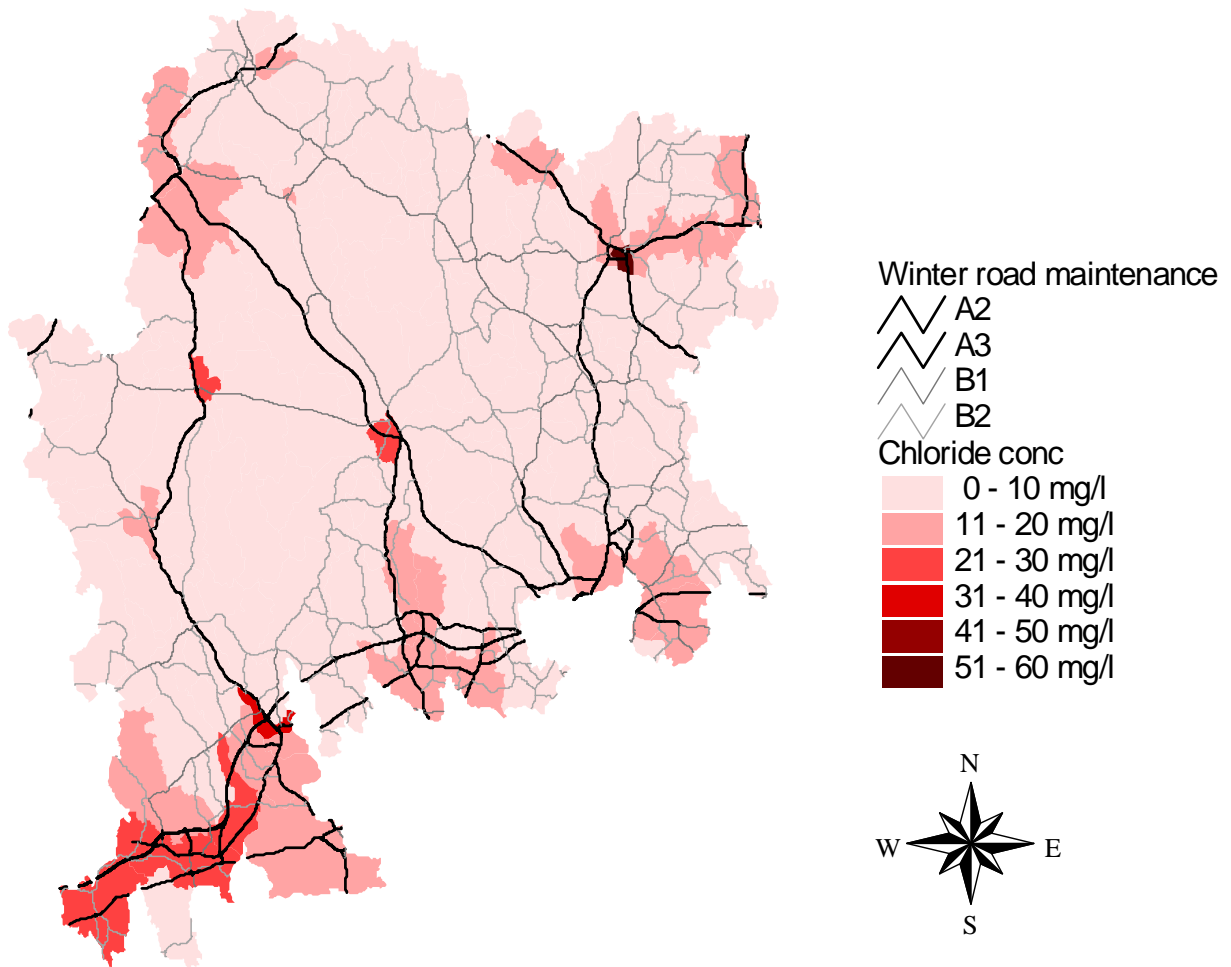 Winter road maintenance
A2
A3
B1
B2
Chloride conc
0 - 10 mg/l
11 - 20 mg/l
21 - 30 mg/l
31 - 40 mg/l
41 - 50 mg/l
51 - 60 mg/l
N
W E
S